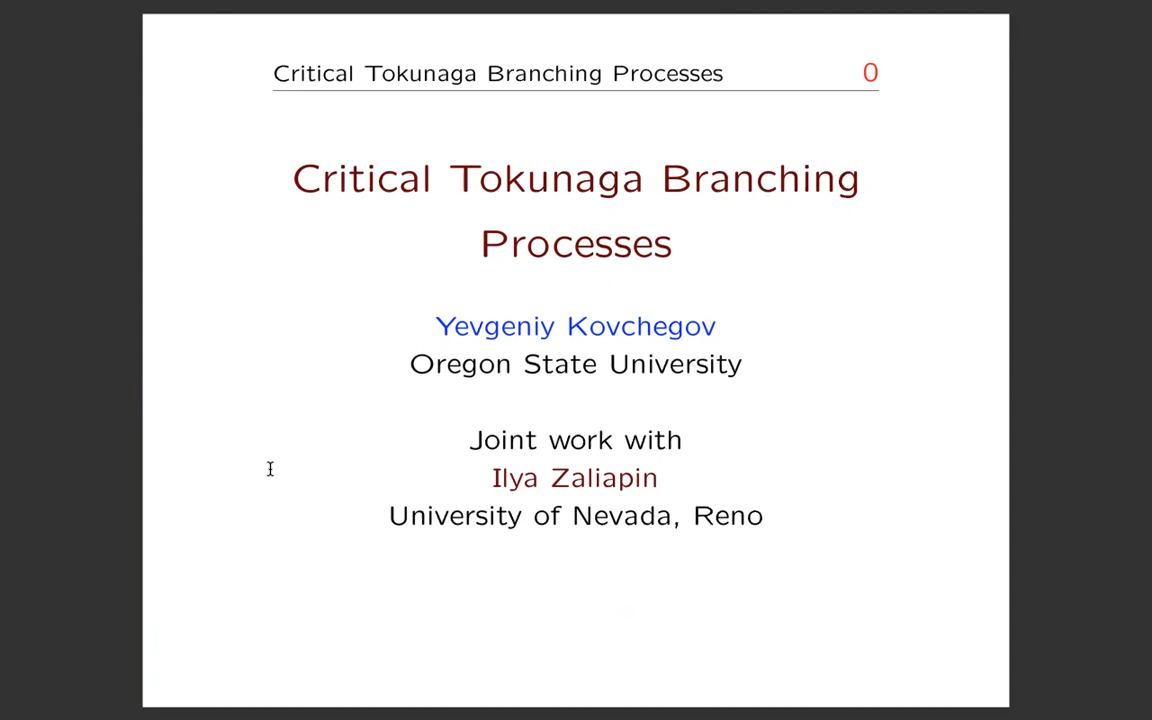 Critical Tokunaga Branching Processes 0
Critical Tokunaga Branching
Processes
Yevgeniy Kovchegov
Oregon State University
Joint work with
Ilya Zaliapin
University of Nevada, Reno